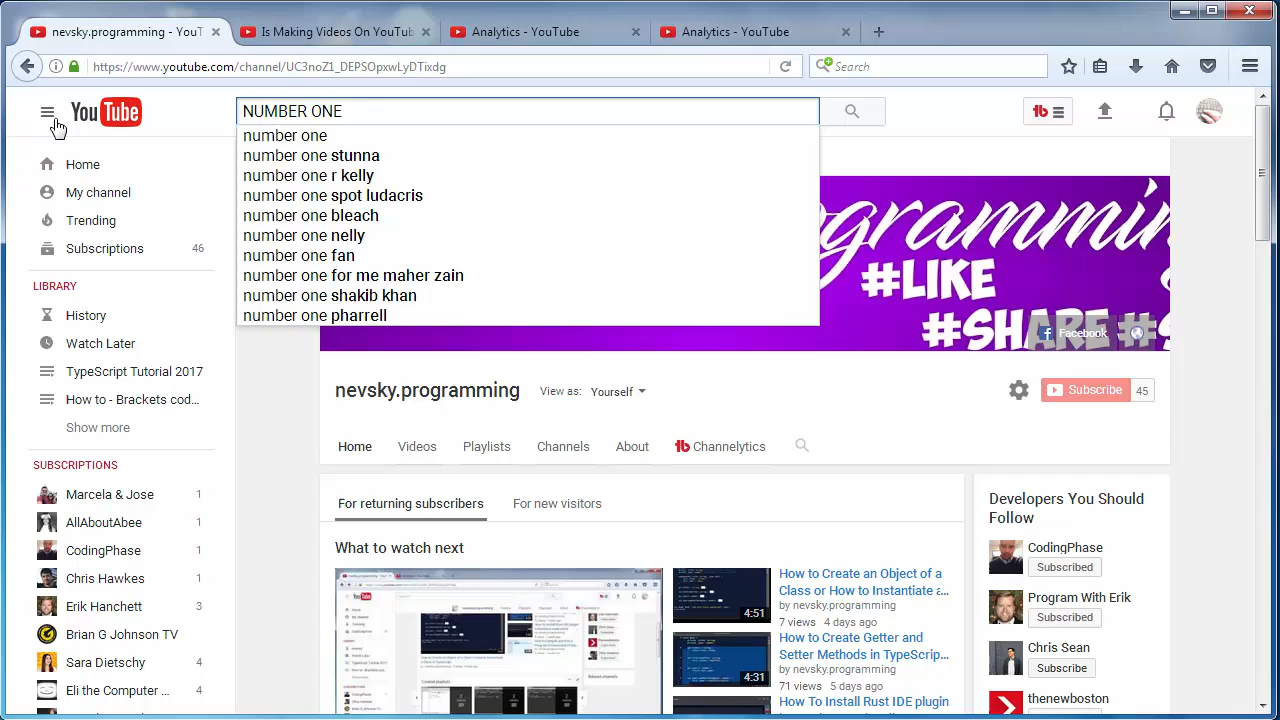 nevsky.programming - YouT
Is Making Videos On YouTub
Analytics - YouTube
Analytics - YouTube
https://www.youtube.com/channel/UC3noZ1_DEPSOpxwLyDTixdg
Search
YouTube
NUMBER ONE
number one
number one stunna
number one r kelly
number one spot ludacris
number one bleach
number one nelly
number one fan
number one for me maher zain
number one shakib khan
number one pharrell
Home
My channel
Trending
Subscriptions 46
LIBRARY
History
Watch Later
TypeScript Tutorial 2017
How to - Brackets cod...
Show more
SUBSCRIPTIONS
Marcela & Jose 1
AllAboutAbee 1
CodingPhase 1
Chris Hawkes 1
Erik Hanchett 3
Brian Jackson V 4
Sara Dietschy 4
Eli the Computer ... 4
#LIKE
#SHARE
Facebook
nevsky.programming View as: Yourself
Subscribe 45
Home Videos Playlists Channels About Channelytics
For returning subscribers For new visitors
What to watch next
4:51
How to Create an Object of a
Class or How to Instantiate a...
by nevsky.programming
7 views 4 days ago
4:31
How to Create Getter and
Setter Methods in TypeScrip...
by nevsky.programming
How To Install Rust IDE plugin
Developers You Should
Follow
CodingPhase
Subscribed
Program With Erik
Subscribed
Chris Sean
Subscribed
thenewboston